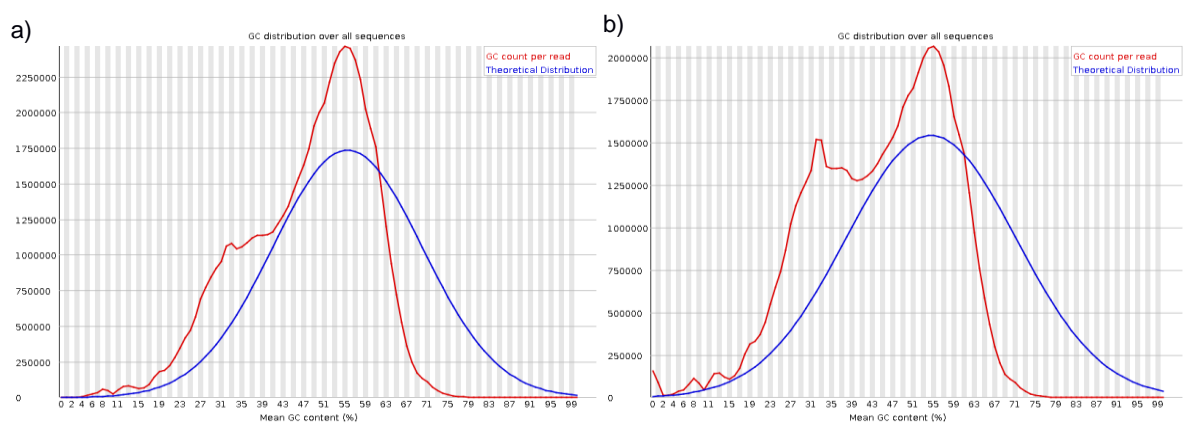 a)
GC distribution over all sequences
GC count per read
Theoretical Distribution
2250000
2000000
1750000
1500000
1250000
1000000
750000
500000
250000
0
0 2 4 6 8 11 15 19 23 27 31 35 39 43 47 51 55 59 63 67 71 75 79 83 87 91 95 99
Mean GC content (%)
b)
GC distribution over all sequences
GC count per read
Theoretical Distribution
2000000
1750000
1500000
1250000
1000000
750000
500000
250000
0
0 2 4 6 8 11 15 19 23 27 31 35 39 43 47 51 55 59 63 67 71 75 79 83 87 91 95 99
Mean GC content (%)